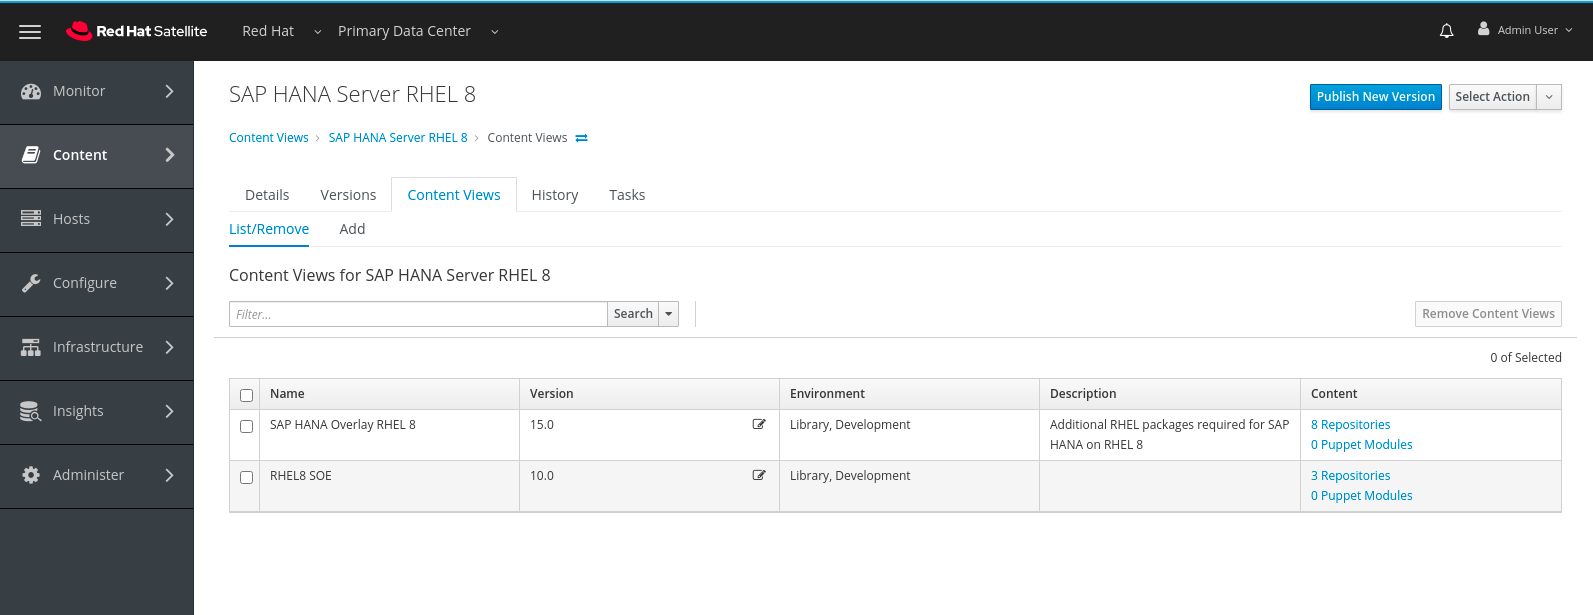 Red Hat Satellite Red Hat Primary Data Center Admin User
Monitor
Content
Hosts
Configure
Infrastructure
Insights
Administer
SAP HANA Server RHEL 8
Publish New Version Select Action
Content Views › SAP HANA Server RHEL 8 › Content Views
Details Versions Content Views History Tasks
List/Remove Add
Content Views for SAP HANA Server RHEL 8
Filter... Search Remove Content Views
0 of Selected
Name Version Environment Description Content
SAP HANA Overlay RHEL 8 15.0 Library, Development Additional RHEL packages required for SAP 8 Repositories
HANA on RHEL 8 0 Puppet Modules
RHEL8 SOE 10.0 Library, Development 3 Repositories
0 Puppet Modules